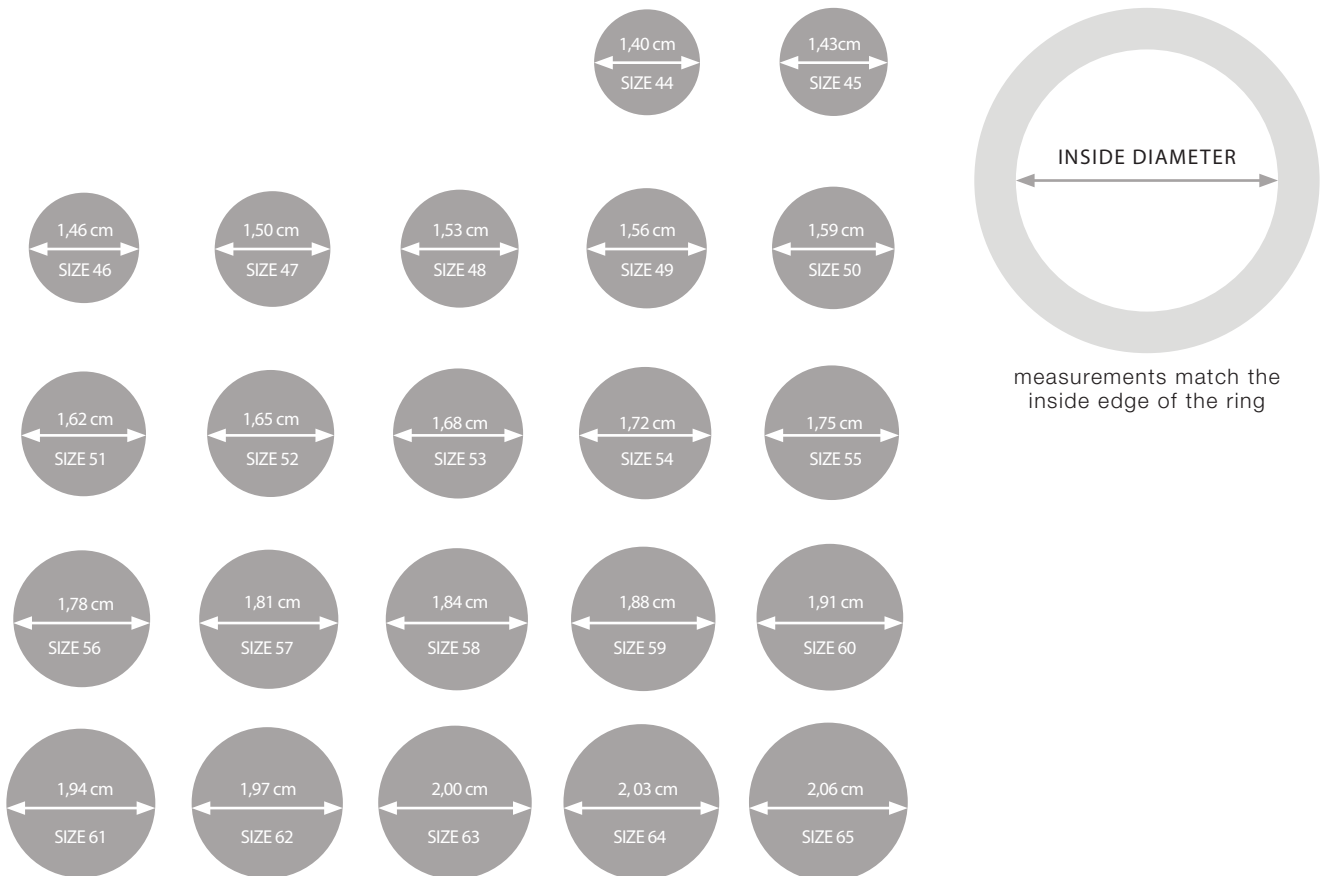 1,40 cm
SIZE 44
1,43cm
SIZE 45
INSIDE DIAMETER
measurements match the
inside edge of the ring
1,46 cm
SIZE 46
1,50 cm
SIZE 47
1,53 cm
SIZE 48
1,56 cm
SIZE 49
1,59 cm
SIZE 50
1,62 cm
SIZE 51
1,65 cm
SIZE 52
1,68 cm
SIZE 53
1,72 cm
SIZE 54
1,75 cm
SIZE 55
1,78 cm
SIZE 56
1,81 cm
SIZE 57
1,84 cm
SIZE 58
1,88 cm
SIZE 59
1,91 cm
SIZE 60
1,94 cm
SIZE 61
1,97 cm
SIZE 62
2,00 cm
SIZE 63
2, 03 cm
SIZE 64
2,06 cm
SIZE 65